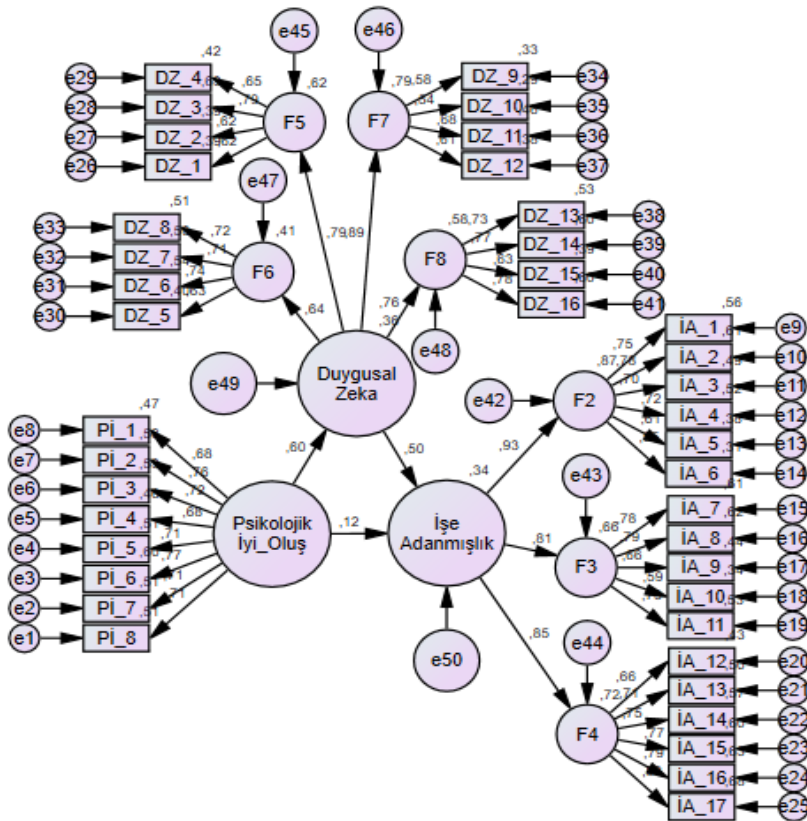 e45
e46
,42
,33
e29
DZ_4
,65
,62
,79
,58
DZ_9
e34
e28
DZ_3
,79
F5
F7
DZ_10
e35
e27
DZ_2
,62
,68
DZ_11
e36
e26
DZ_1
,62
,61
DZ_12
e37
e47
,51
,53
e33
DZ_8
,72
,41
,58
,73
DZ_13
e38
e32
DZ_7
,71
F6
,79
,89
F8
,77
DZ_14
e39
e31
DZ_6
,74
,63
DZ_15
e40
e30
DZ_5
,63
,64
,76
,36
,78
DZ_16
e41
e48
,56
e49
Duygusal
Zeka
,75
İA_1
e9
,87
,78
İA_2
e10
e42
F2
,70
İA_3
e11
,72
İA_4
e12
,61
İA_5
e13
İA_6
e14
,47
e8
Pİ_1
,68
,60
,50
,93
,34
e7
Pİ_2
,76
e6
Pİ_3
,72
e43
e5
Pİ_4
,68
Psikolojik
İyi_Oluş
,12
İşe
Adanmışlık
,81
,66
,78
İA_7
e15
e4
Pİ_5
,71
,79
İA_8
e16
e3
Pİ_6
,77
F3
,66
İA_9
e17
e2
Pİ_7
,71
,59
İA_10
e18
e1
Pİ_8
,71
İA_11
e19
e50
,85
e44
,66
İA_12
e20
,72
,71
İA_13
e21
F4
,75
İA_14
e22
,77
İA_15
e23
,79
İA_16
e24
İA_17
e25